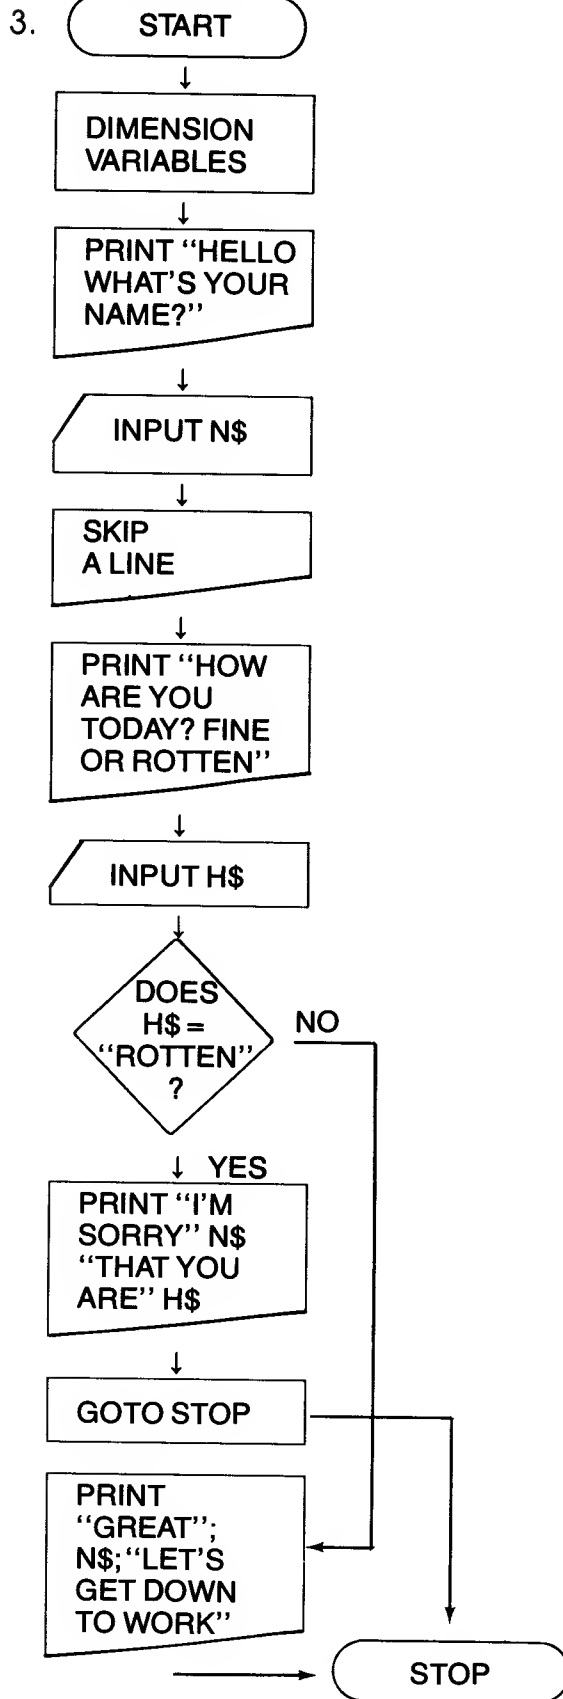 3.
START
DIMENSION
VARIABLES
PRINT “HELLO
WHAT’S YOUR
NAME?”
INPUT N$
SKIP
A LINE
PRINT “HOW
ARE YOU
TODAY? FINE
OR ROTTEN”
INPUT H$
DOES
H$ =
“ROTTEN”
?
NO
YES
PRINT “I’M
SORRY” N$
“THAT YOU
ARE” H$
GOTO STOP
PRINT
“GREAT”;
N$;“LET’S
GET DOWN
TO WORK”
STOP